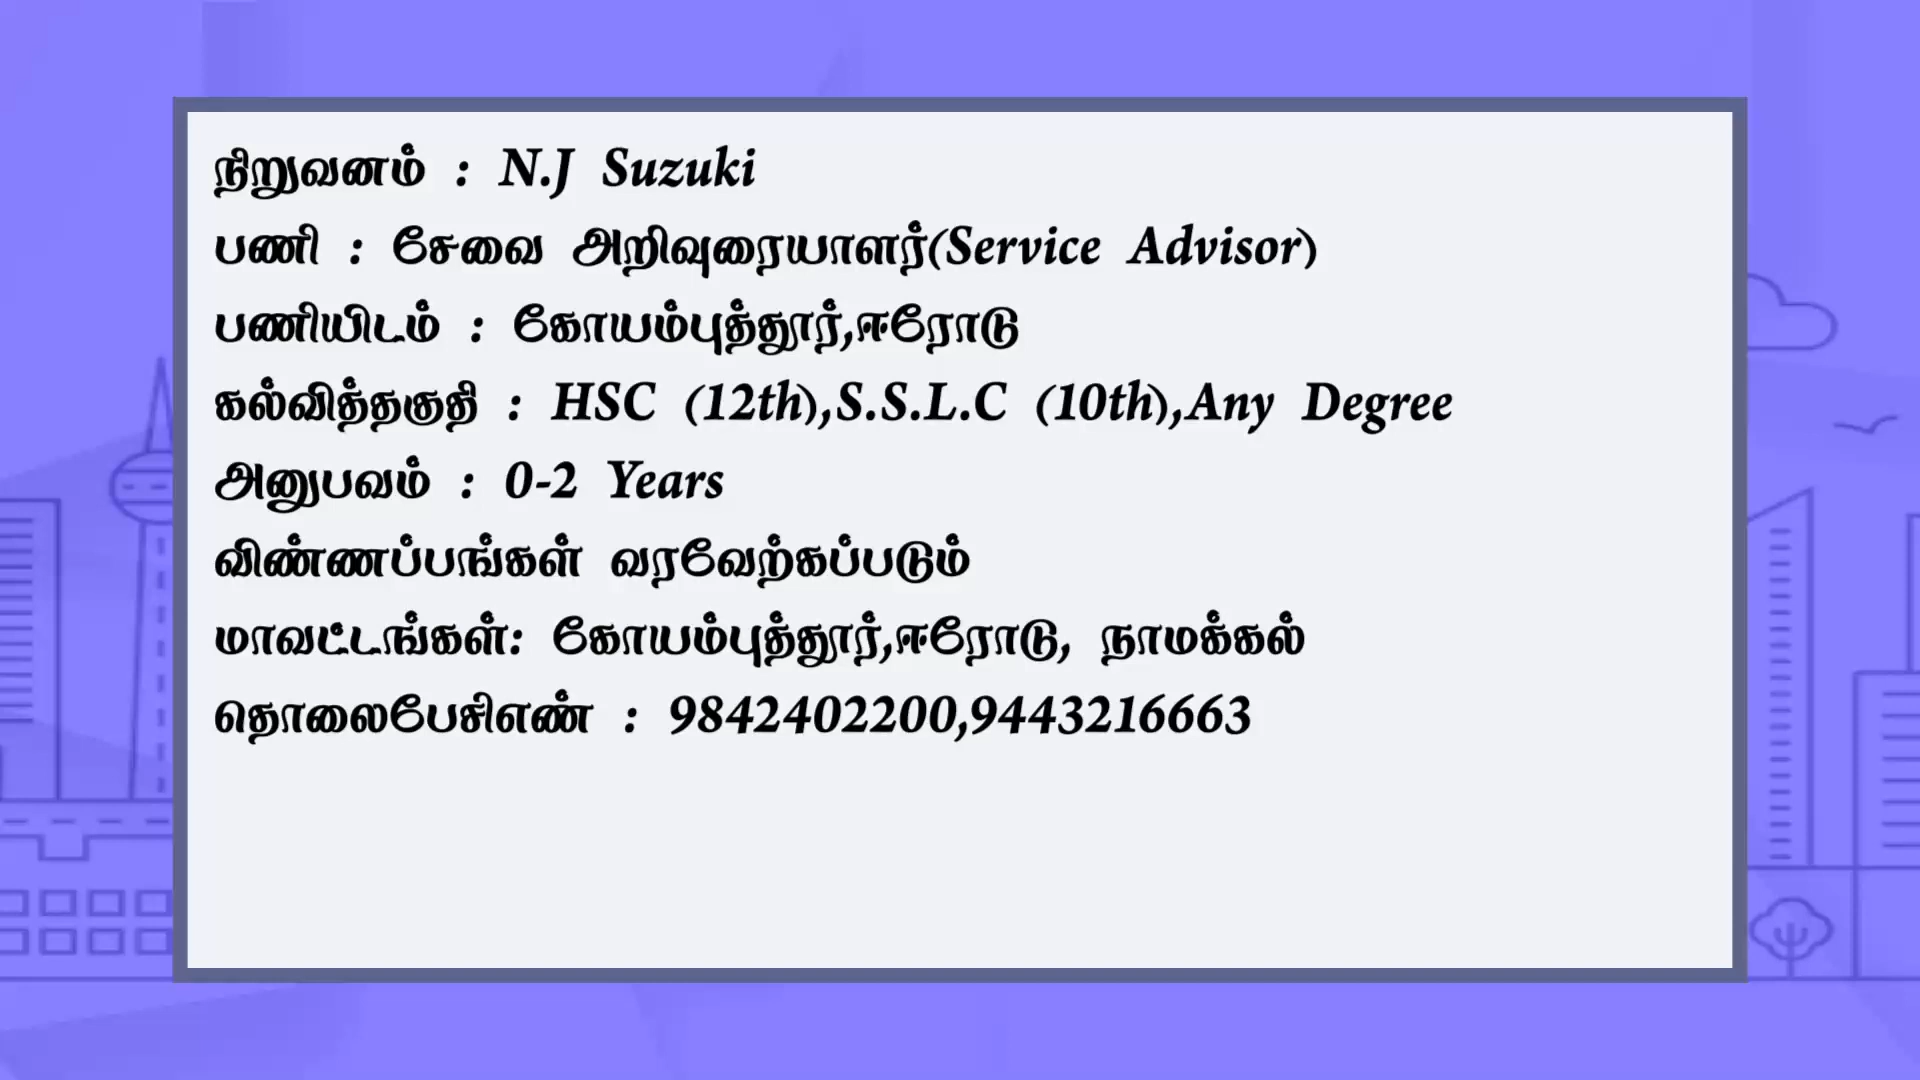 நிறுவனம் : N.J Suzuki
பணி : சேவை அறிவுரையாளர்(Service Advisor)
பணியிடம் : கோயம்புத்தூர்,ஈரோடு
கல்வித்தகுதி : HSC (12th),S.S.L.C (10th),Any Degree
அனுபவம் : 0-2 Years
விண்ணப்பங்கள் வரவேற்கப்படும்
மாவட்டங்கள்: கோயம்புத்தூர்,ஈரோடு, நாமக்கல்
தொலைபேசிஎண் : 9842402200,9443216663